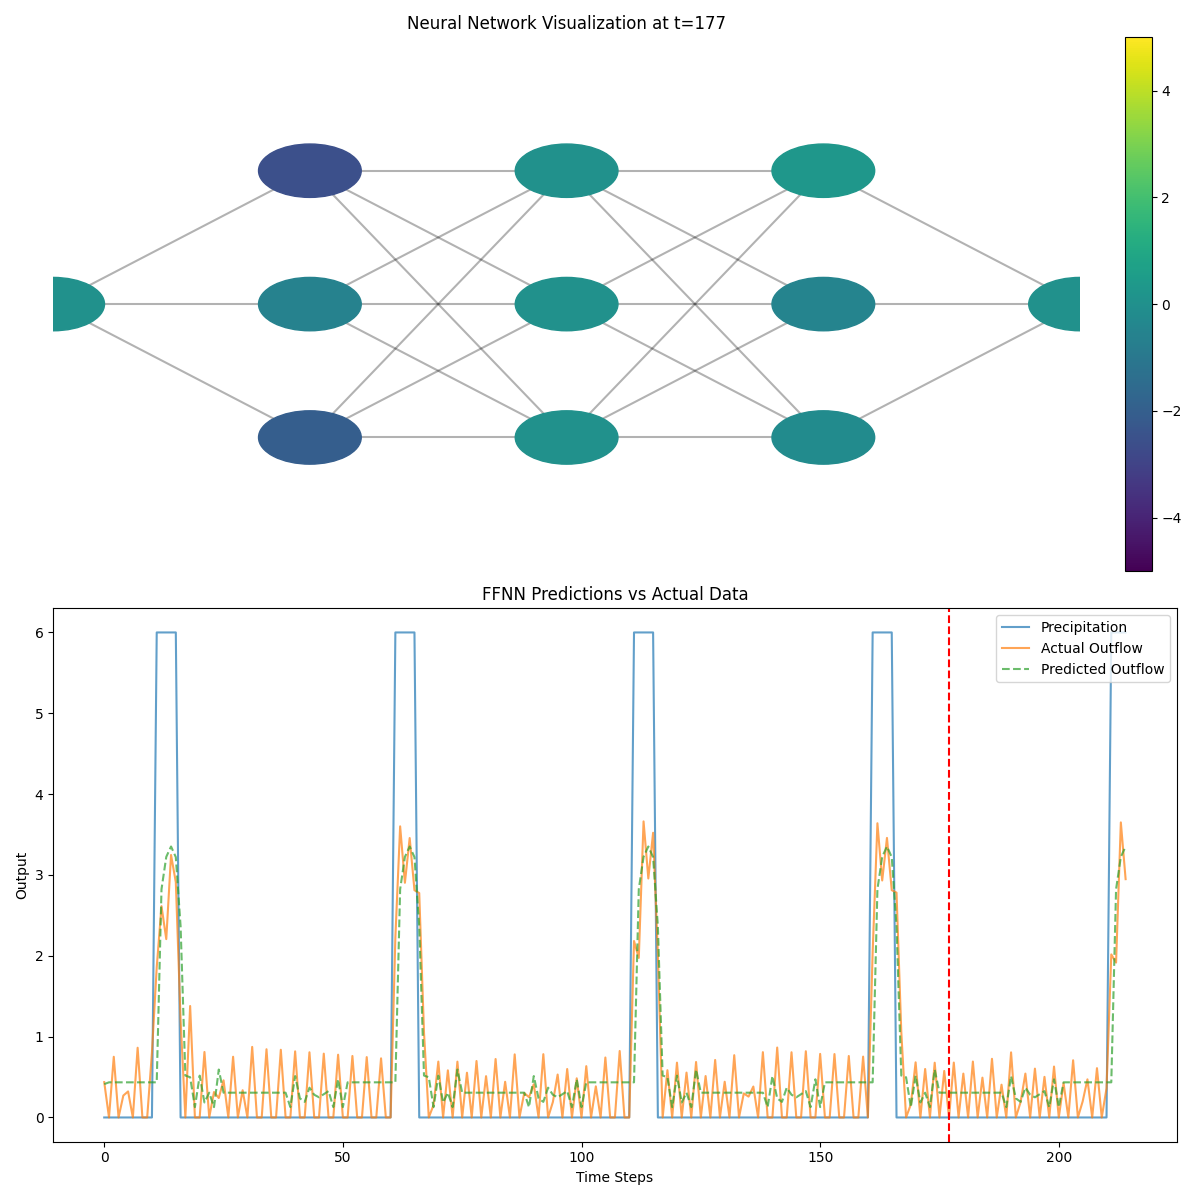 Neural Network Visualization at t=177
4
2
0
−2
−4
FFNN Predictions vs Actual Data
Output
6
5
4
3
2
1
0
Precipitation
Actual Outflow
Predicted Outflow
0 50 100 150 200
Time Steps